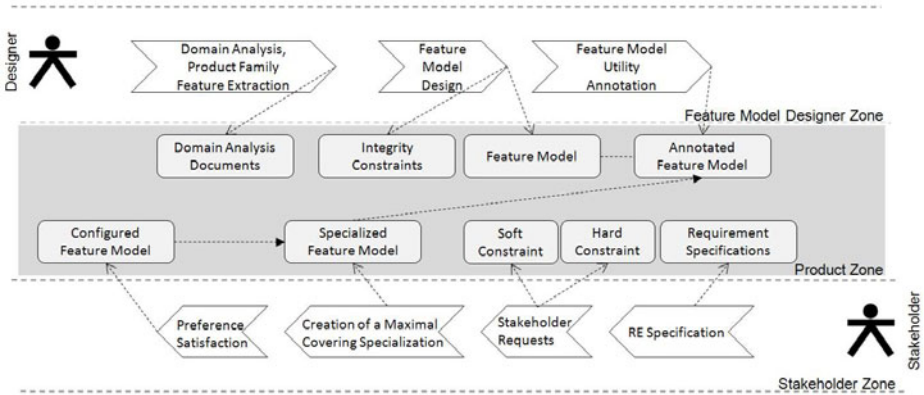 Designer
Domain Analysis,
Product Family
Feature Extraction
Feature
Model
Design
Feature Model
Utility
Annotation
Feature Model Designer Zone
Domain Analysis
Documents
Integrity
Constraints
Feature Model
Annotated
Feature Model
Configured
Feature Model
Specialized
Feature Model
Soft
Constraint
Hard
Constraint
Requirement
Specifications
Product Zone
Preference
Satisfaction
Creation of a Maximal
Covering Specialization
Stakeholder
Requests
RE Specification
Stakeholder
Stakeholder Zone